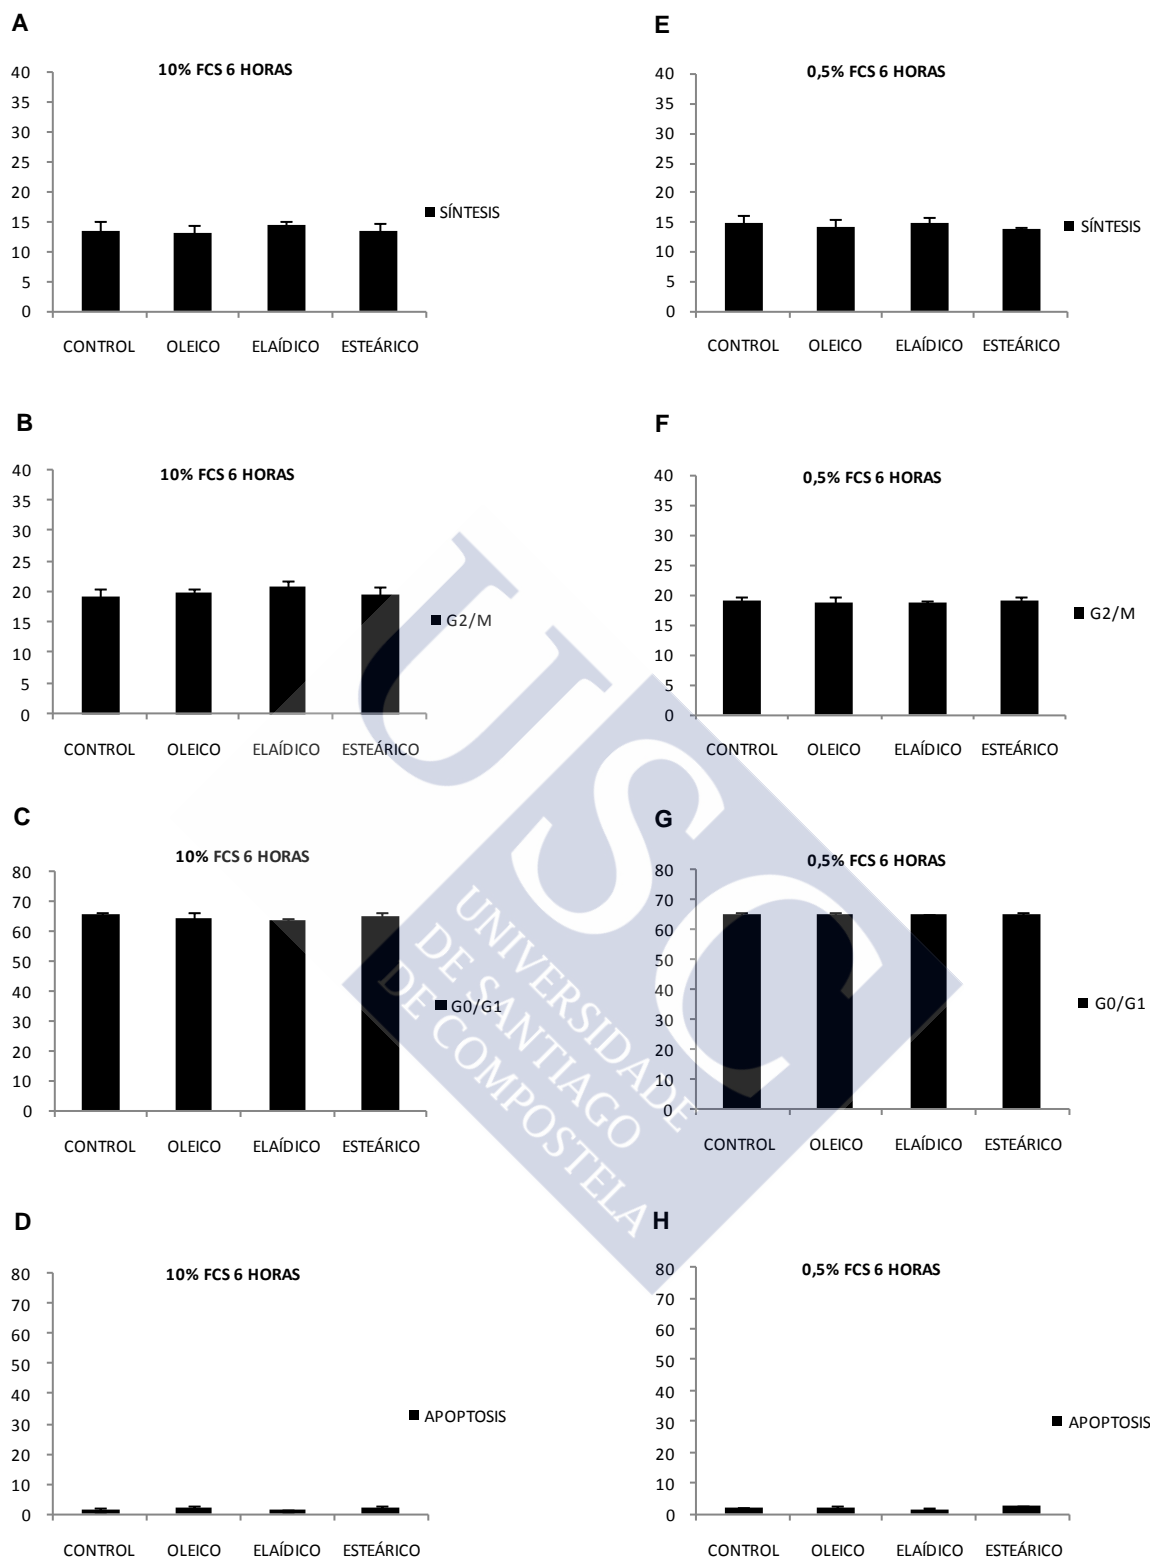 A
10% FCS 6 HORAS
40
35
30
25
20
15
10
5
0
SÍNTESIS
CONTROL OLEICO ELAÍDICO ESTEÁRICO
E
0,5% FCS 6 HORAS
40
35
30
25
20
15
10
5
0
SÍNTESIS
CONTROL OLEICO ELAÍDICO ESTEÁRICO
B
10% FCS 6 HORAS
40
35
30
25
20
15
10
5
0
G2/M
CONTROL OLEICO ELAÍDICO ESTEÁRICO
F
0,5% FCS 6 HORAS
40
35
30
25
20
15
10
5
0
G2/M
CONTROL OLEICO ELAÍDICO ESTEÁRICO
C
10% FCS 6 HORAS
80
70
60
50
40
30
20
10
0
G0/G1
CONTROL OLEICO ELAÍDICO ESTEÁRICO
G
0,5% FCS 6 HORAS
80
70
60
50
40
30
20
10
0
G0/G1
CONTROL OLEICO ELAÍDICO ESTEÁRICO
D
10% FCS 6 HORAS
80
70
60
50
40
30
20
10
0
APOPTOSIS
CONTROL OLEICO ELAÍDICO ESTEÁRICO
H
0,5% FCS 6 HORAS
80
70
60
50
40
30
20
10
0
APOPTOSIS
CONTROL OLEICO ELAÍDICO ESTEÁRICO
USC
UNIVERSIDADE
DE SANTIAGO
DE COMPOSTELA